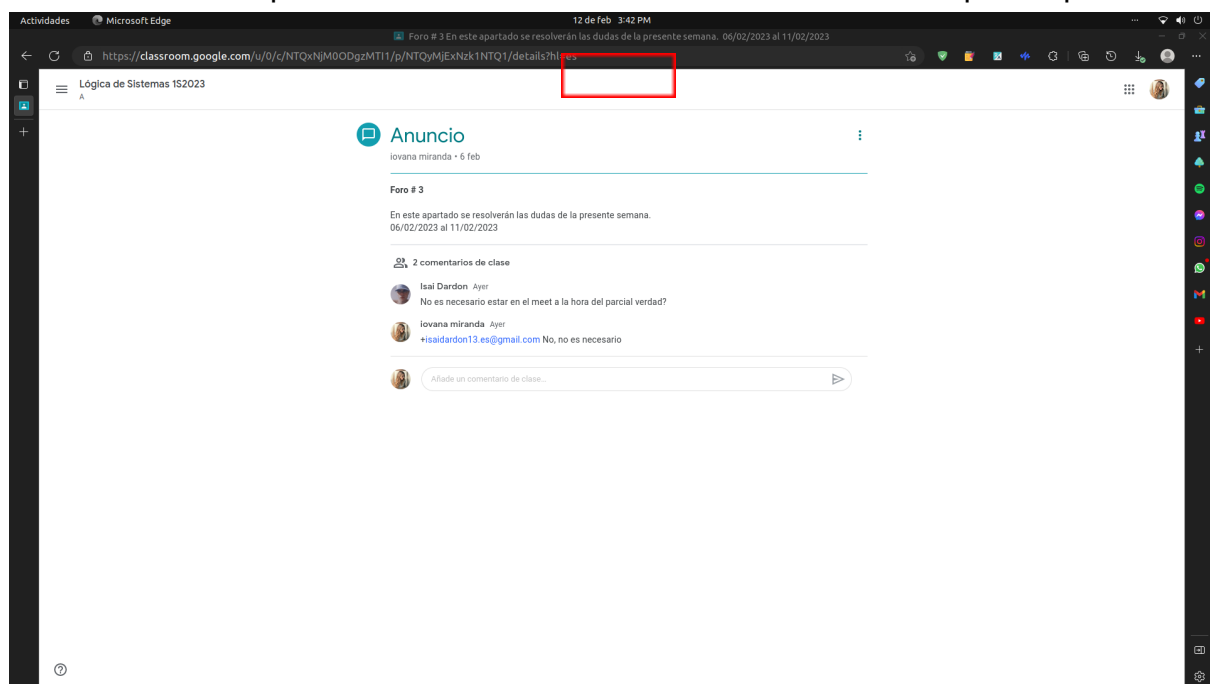 Actividades Microsoft Edge 12 de feb 3:42 PM
Foro # 3 En este apartado se resolverán las dudas de la presente semana. 06/02/2023 al 11/02/2023
https://classroom.google.com/u/0/c/NTQxNjM0ODgzMTI1/p/NTQyMjExNzk1NTQ1/details?hl=es
Lógica de Sistemas 1S2023
A
Anuncio
iovana miranda • 6 feb
Foro # 3
En este apartado se resolverán las dudas de la presente semana.
06/02/2023 al 11/02/2023
2 comentarios de clase
Isai Dardon Ayer
No es necesario estar en el meet a la hora del parcial verdad?
iovana miranda Ayer
+isaidardon13.es@gmail.com No, no es necesario
Añade un comentario de clase...